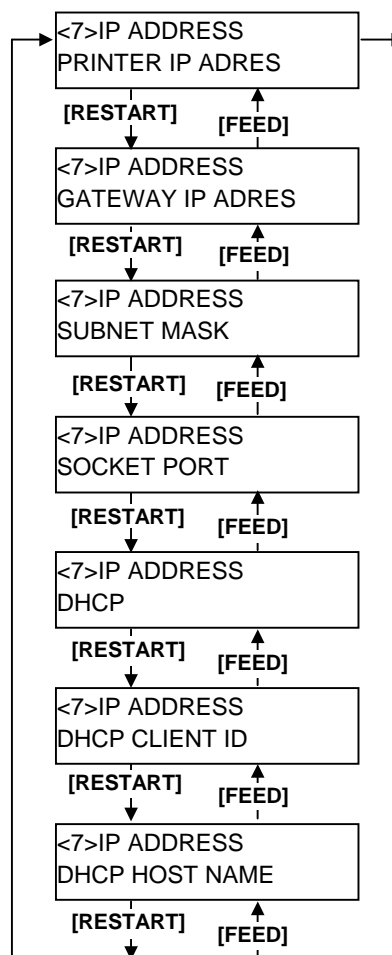 <7>IP ADDRESS
PRINTER IP ADRES
[RESTART] [FEED]
<7>IP ADDRESS
GATEWAY IP ADRES
[RESTART] [FEED]
<7>IP ADDRESS
SUBNET MASK
[RESTART] [FEED]
<7>IP ADDRESS
SOCKET PORT
[RESTART] [FEED]
<7>IP ADDRESS
DHCP
[RESTART] [FEED]
<7>IP ADDRESS
DHCP CLIENT ID
[RESTART] [FEED]
<7>IP ADDRESS
DHCP HOST NAME
[RESTART] [FEED]